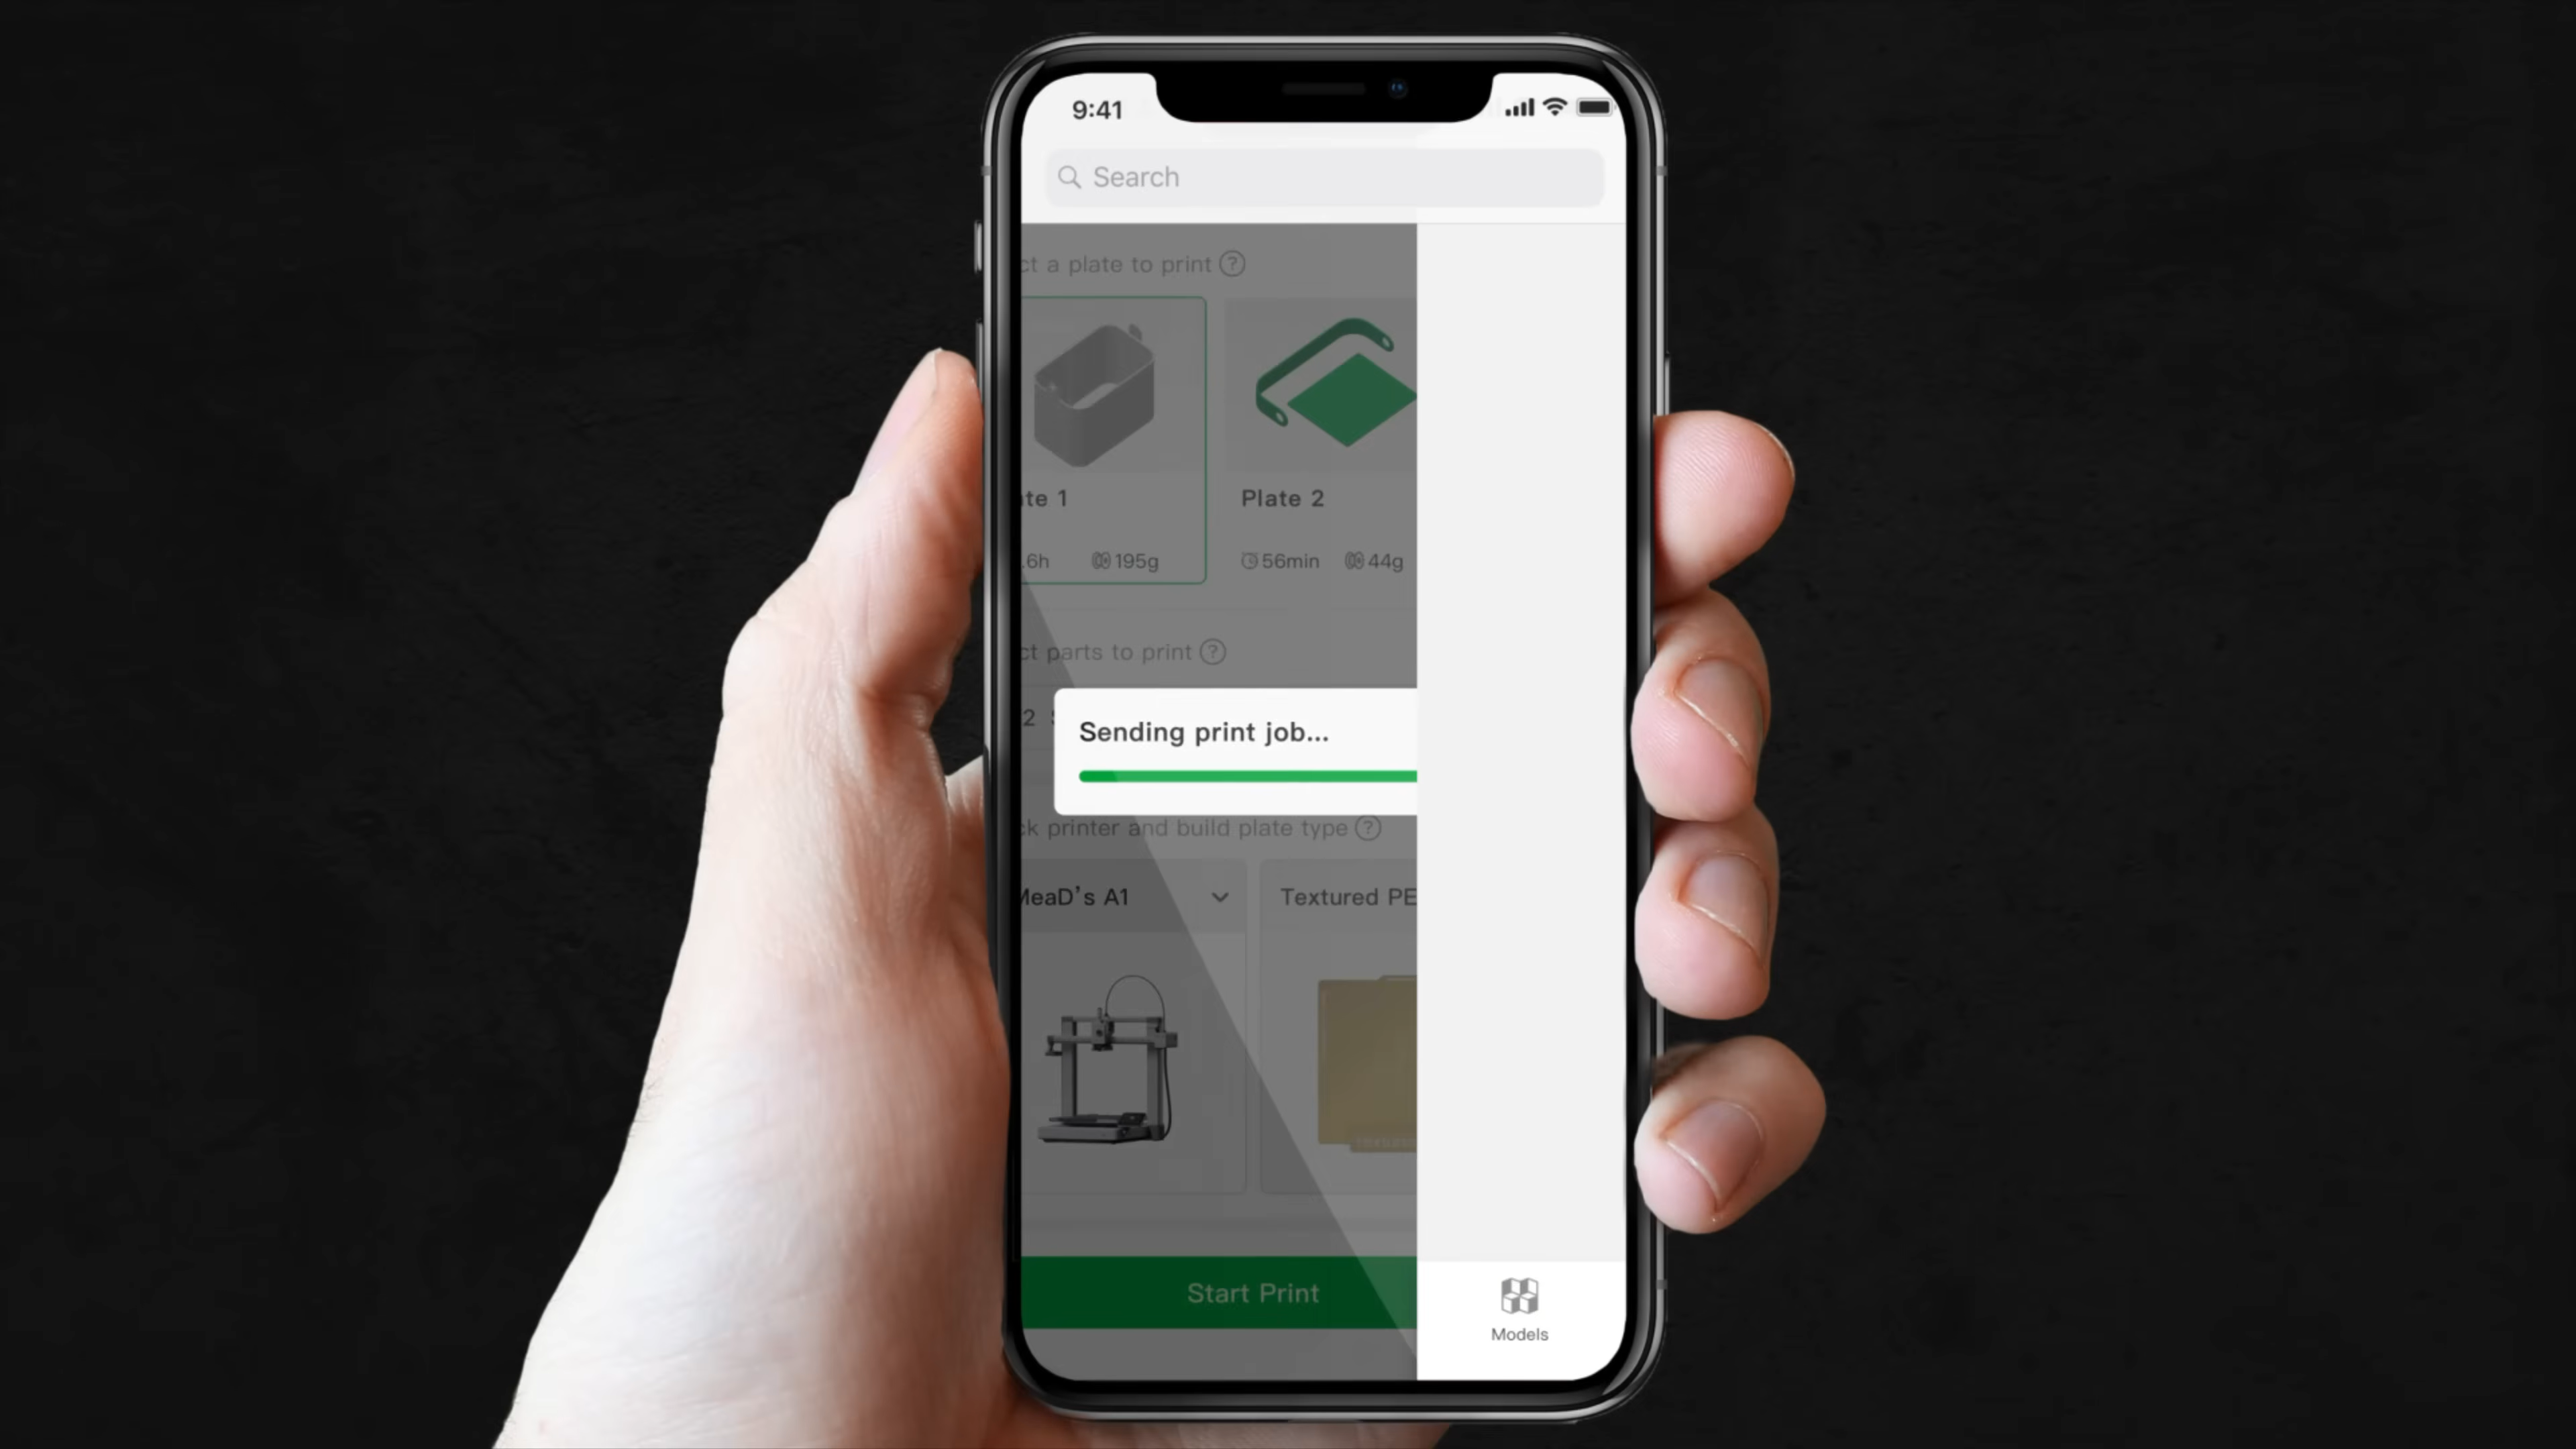 9:41
Search
ct a plate to print ?
te 1
Plate 2
.6h
195g
56min
44g
ct parts to print ?
2
Sending print job...
ck printer and build plate type ?
MeaD's A1
Textured PE
Start Print
Models